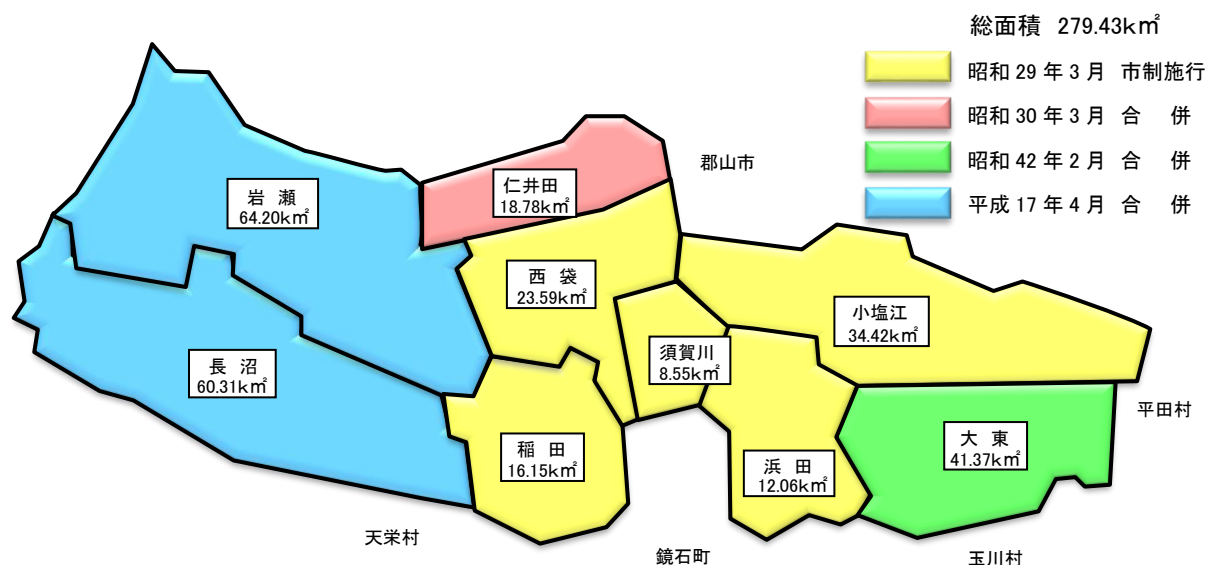 総面積 279.43k㎡
昭和 29 年 3 月 市制施行
昭和 30 年 3 月 合 併
昭和 42 年 2 月 合 併
平成 17 年 4 月 合 併
郡山市
岩 瀬
64.20k㎡
仁井田
18.78k㎡
西 袋
23.59k㎡
小塩江
34.42k㎡
須賀川
8.55k㎡
長 沼
60.31k㎡
平田村
稲 田
16.15k㎡
浜 田
12.06k㎡
大 東
41.37k㎡
天栄村
鏡石町
玉川村